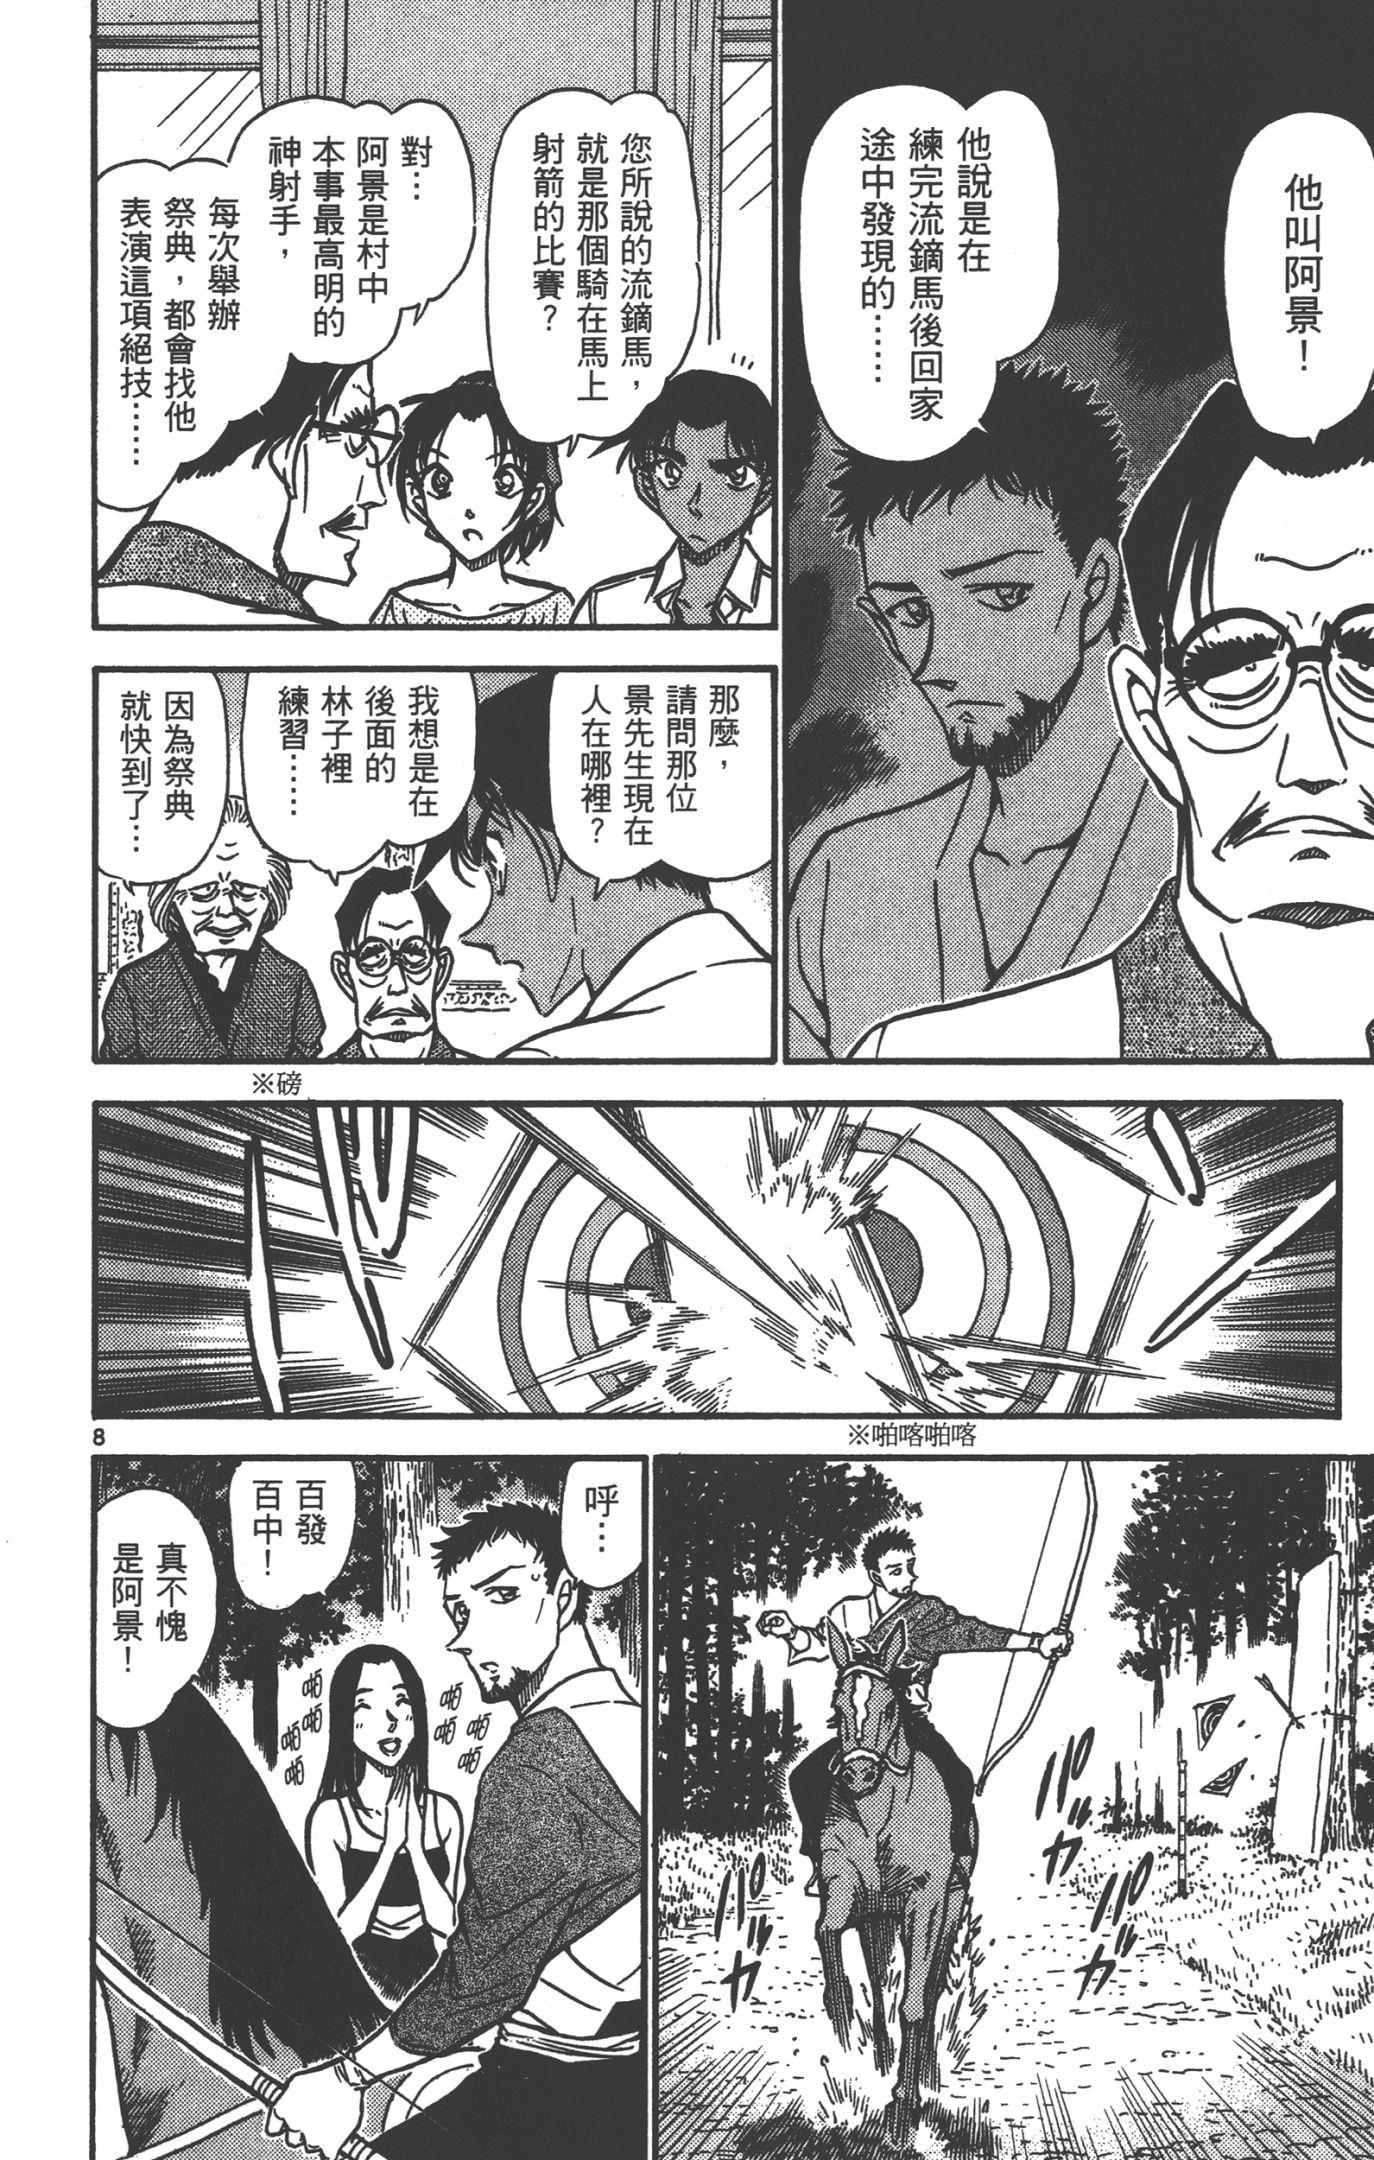 他叫阿景！
他說是在
練完流鏑馬後回家
途中發現的……
您所說的流鏑馬，
就是那個騎在馬上
射箭的比賽？
對…
阿景是村中
本事最高明的
神射手，
每次舉辦
祭典，都會找他
表演這項絕技……
那麼，
請問那位
景先生現在
人在哪裡？
我想是在
後面的
林子裡
練習……
因為祭典
就快到了…
※磅
※啪喀啪喀
8
パカ
パカ
パカ
呼…
百發
百中！
真不愧
是阿景！
啪
啪
啪
啪
啪
啪
啪
啪
啪